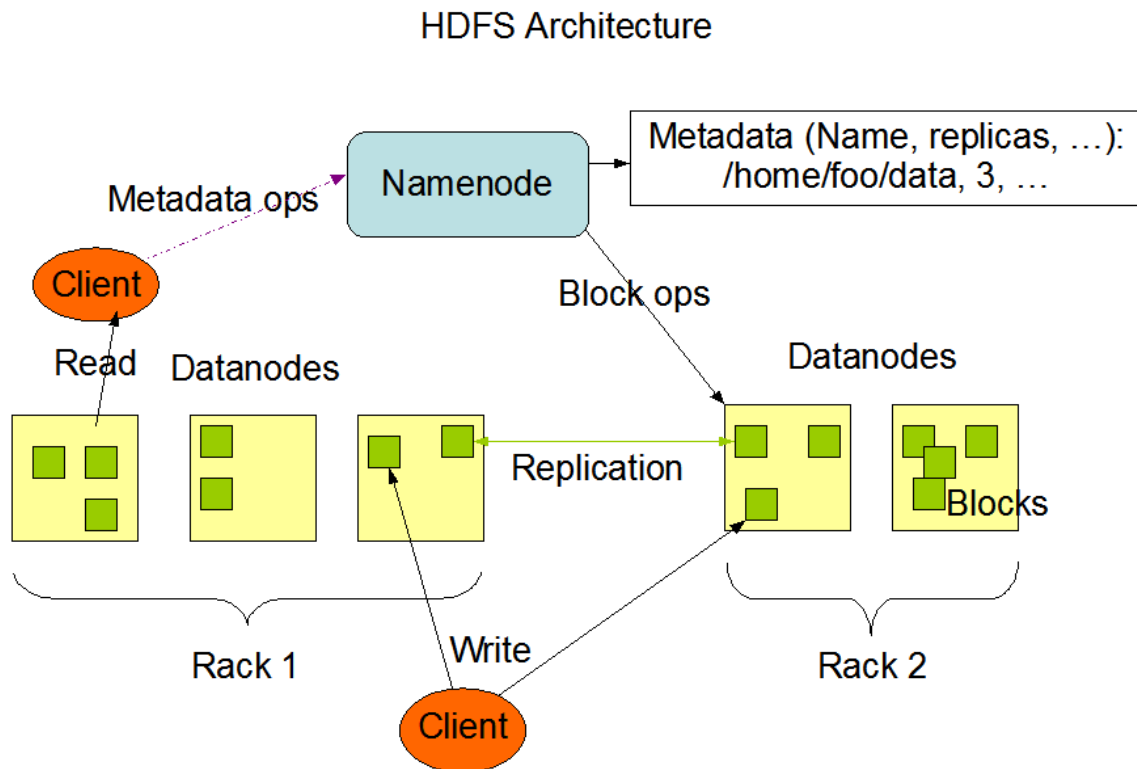 HDFS Architecture
Metadata (Name, replicas, …):
/home/foo/data, 3, …
Namenode
Metadata ops
Client
Block ops
Read
Datanodes
Datanodes
Replication
Blocks
Rack 1
Write
Rack 2
Client